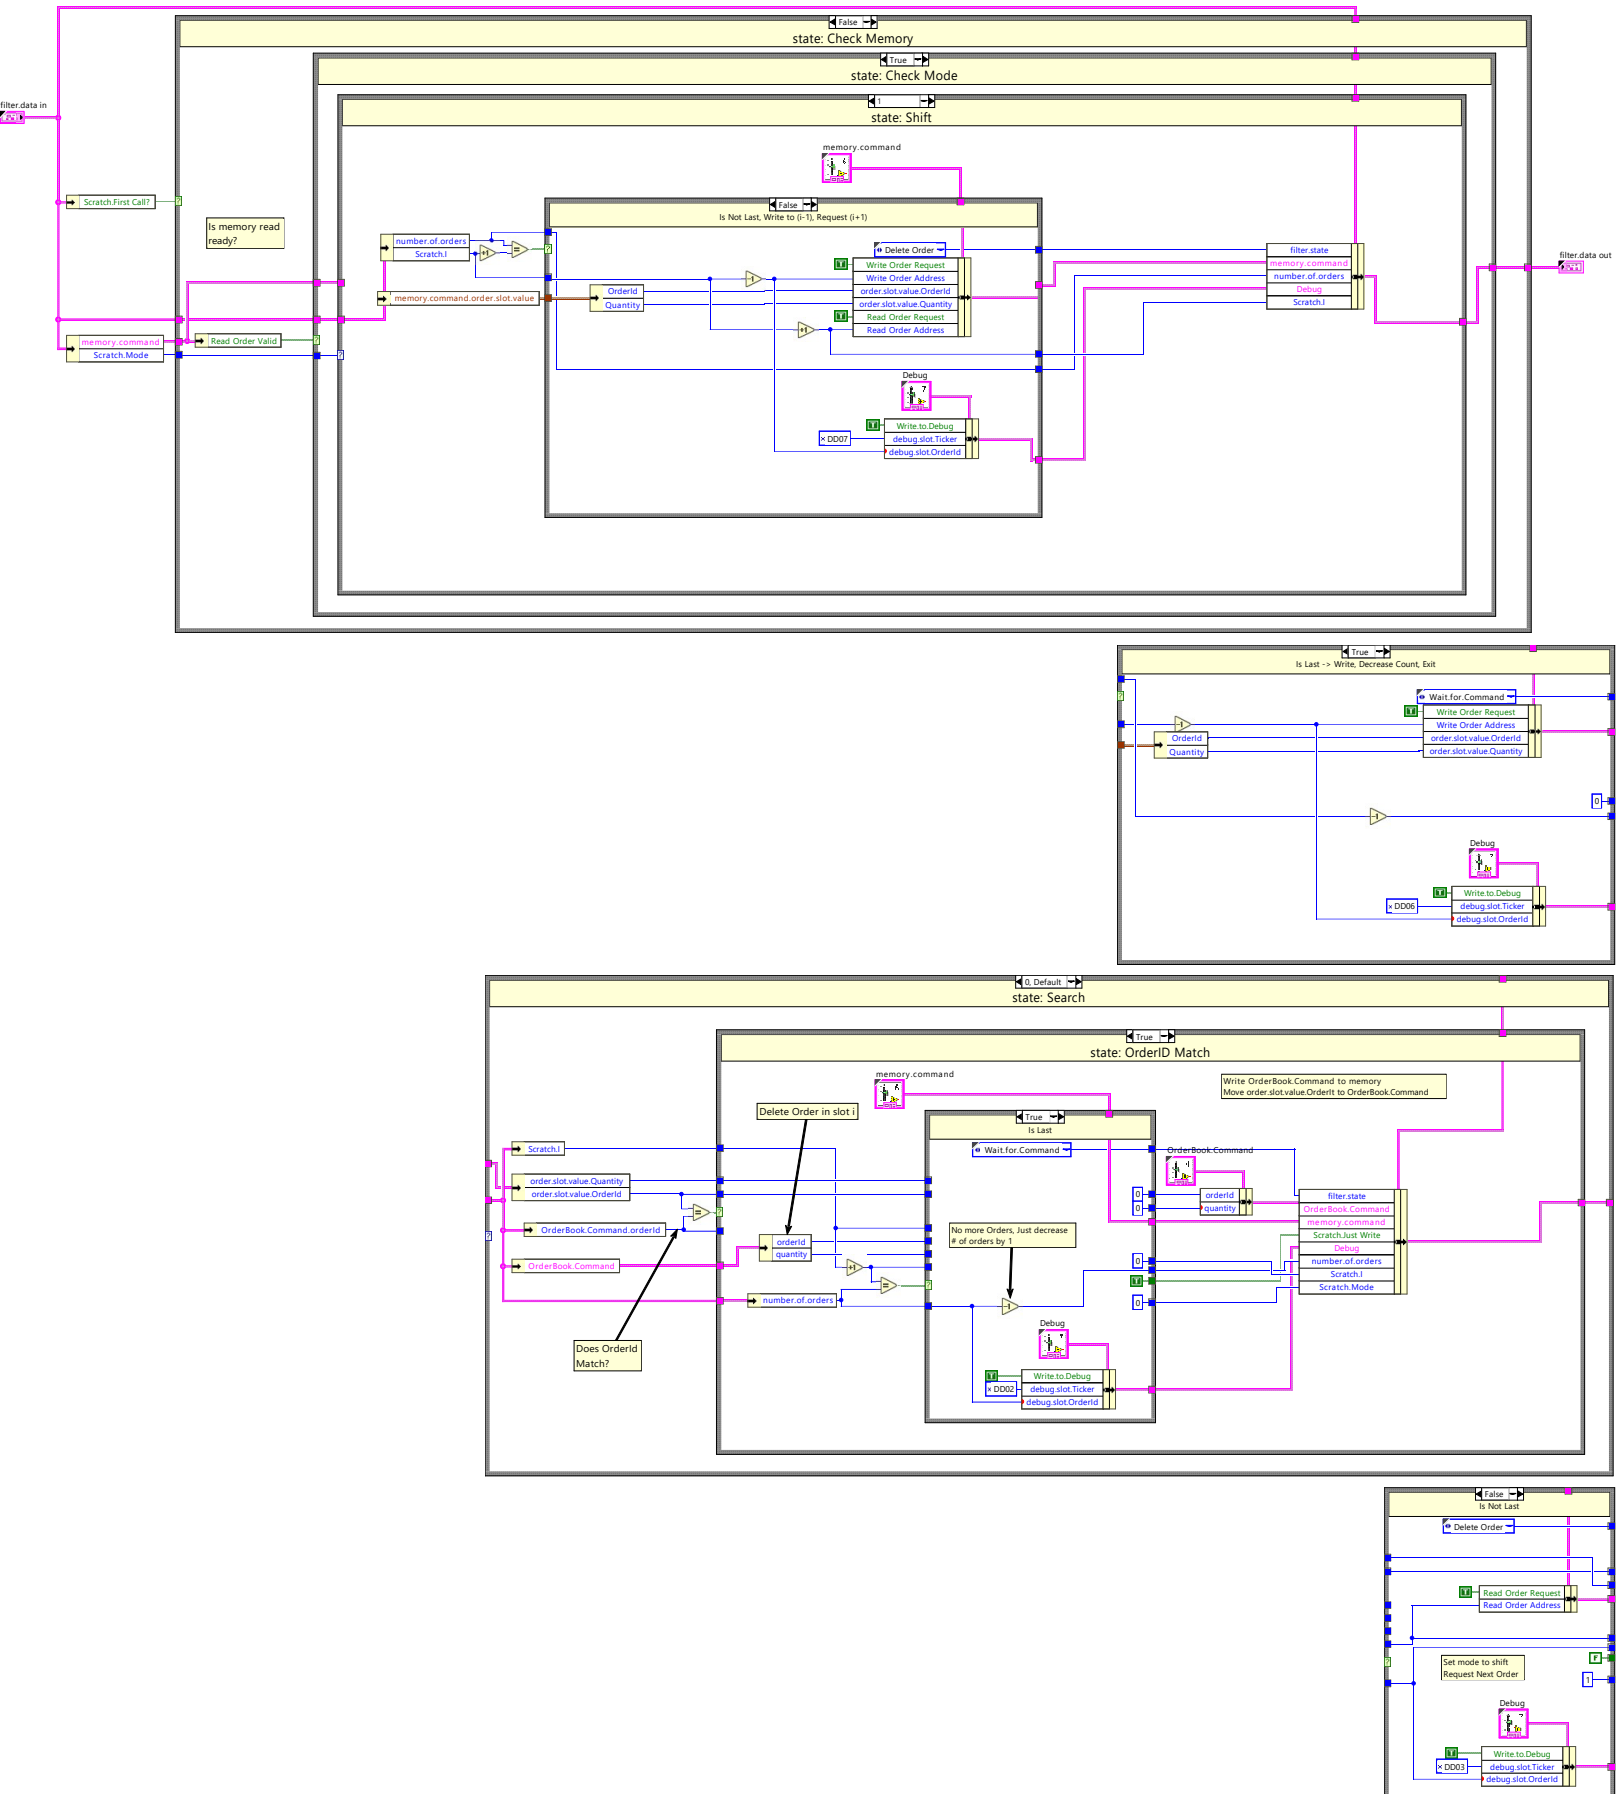 False
state: Check Memory
True
state: Check Mode
1
state: Shift
filter.data in
memory.command
Scratch.First Call?
Is memory read
ready?
False
Is Not Last, Write to (i-1), Request (i+1)
number.of.orders
Scratch.I
+1
=
?
Delete Order
filter.state
memory.command
number.of.orders
Debug
Scratch.I
filter.data out
T
Write Order Request
-1
Write Order Address
memory.command.order.slot.value
OrderId
Quantity
order.slot.value.OrderId
order.slot.value.Quantity
T
Read Order Request
+1
Read Order Address
memory.command
Scratch.Mode
Read Order Valid
?
?
Debug
T
Write.to.Debug
x DD07
debug.slot.Ticker
debug.slot.OrderId
True
Is Last -> Write, Decrease Count, Exit
Wait.for.Command
?
T
Write Order Request
-1
Write Order Address
OrderId
Quantity
order.slot.value.OrderId
order.slot.value.Quantity
0
-1
Debug
T
Write.to.Debug
x DD06
debug.slot.Ticker
debug.slot.OrderId
0, Default
state: Search
True
state: OrderID Match
memory.command
Write OrderBook.Command to memory
Move order.slot.value.OrderIt to OrderBook.Command
Delete Order in slot i
True
Is Last
Scratch.I
Wait.for.Command
OrderBook.Command
order.slot.value.Quantity
order.slot.value.OrderId
0
0
orderId
quantity
filter.state
OrderBook.Command
memory.command
Scratch.Just Write
Debug
number.of.orders
Scratch.I
Scratch.Mode
=
?
OrderBook.Command.orderId
No more Orders, Just decrease
# of orders by 1
orderId
quantity
OrderBook.Command
+1
0
=
?
T
number.of.orders
-1
0
Does OrderId
Match?
Debug
T
Write.to.Debug
x DD02
debug.slot.Ticker
debug.slot.OrderId
False
Is Not Last
Delete Order
T
Read Order Request
Read Order Address
?
Set mode to shift
Request Next Order
F
1
Debug
T
Write.to.Debug
x DD03
debug.slot.Ticker
debug.slot.OrderId